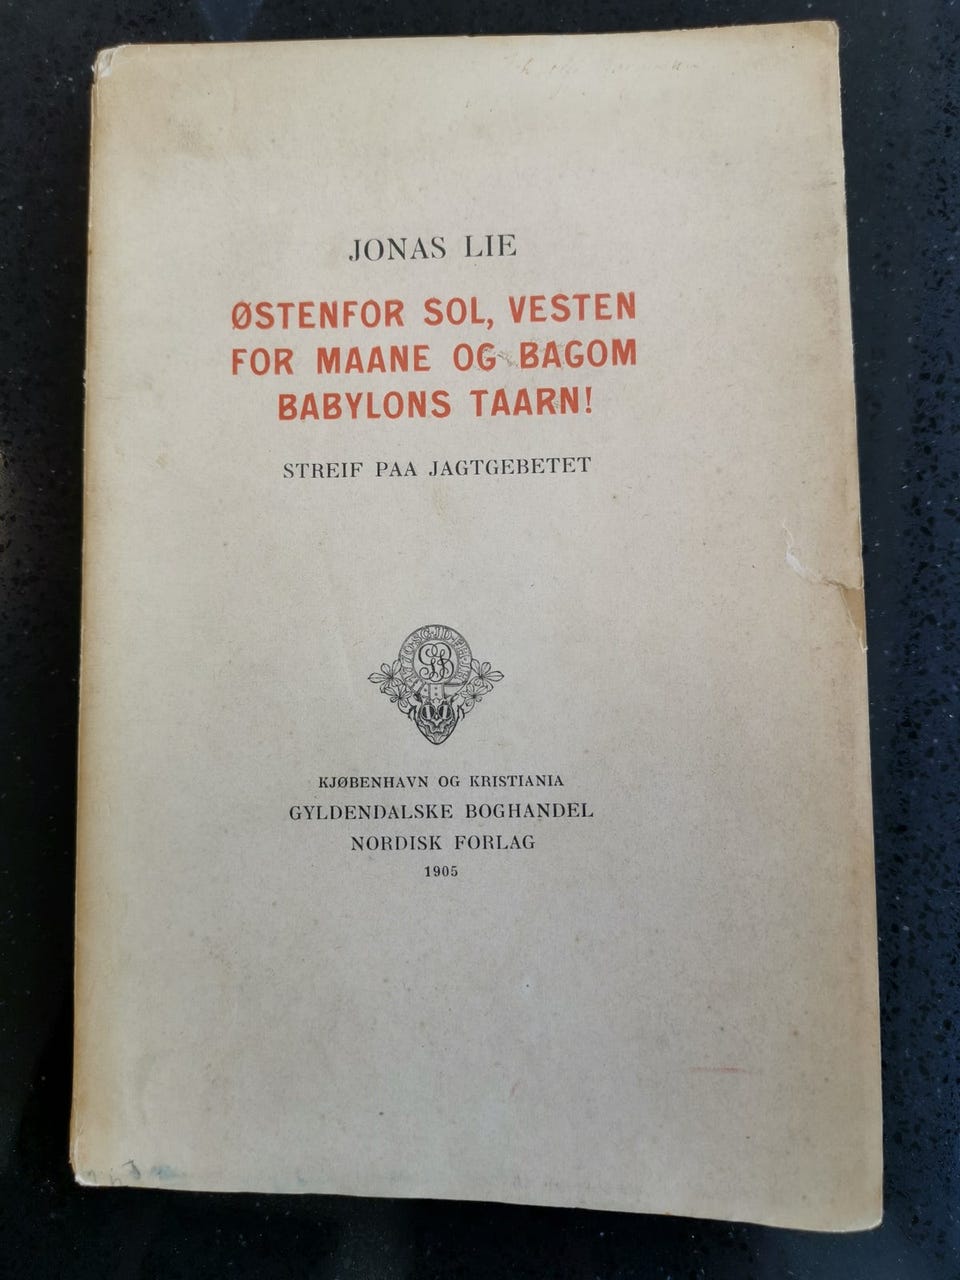 JONAS LIE
ØSTENFOR SOL, VESTEN
FOR MAANE OG BAGOM
BABYLONS TAARN!
STREIF PAA JAGTGEBETET
KJØBENHAVN OG KRISTIANIA
GYLDENDALSKE BOGHANDEL
NORDISK FORLAG
1905